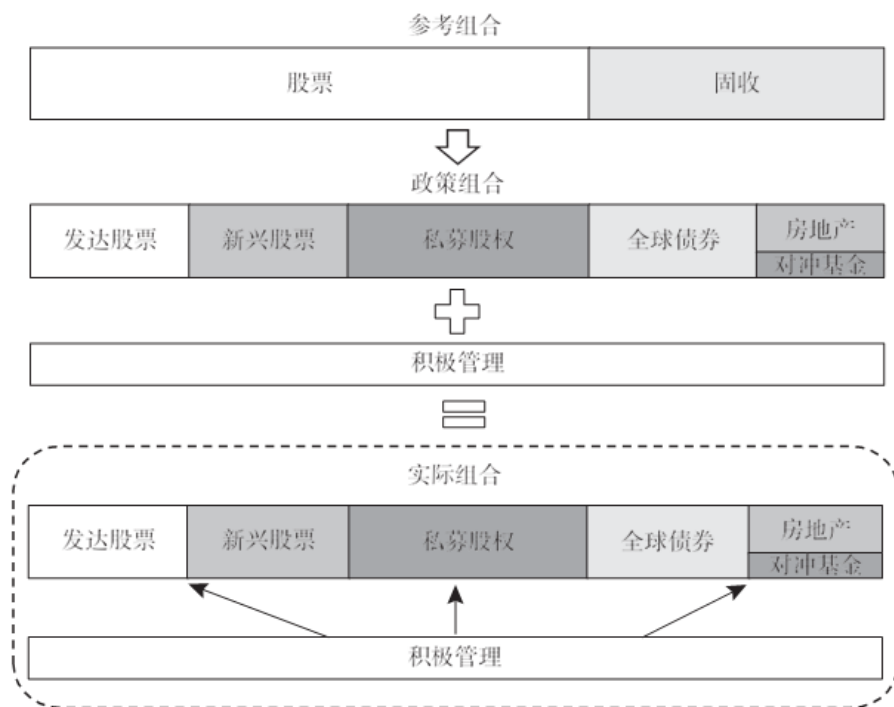 参考组合
股票 固收
政策组合
发达股票 新兴股票 私募股权 全球债券 房地产
对冲基金
积极管理
实际组合
发达股票 新兴股票 私募股权 全球债券 房地产
对冲基金
积极管理